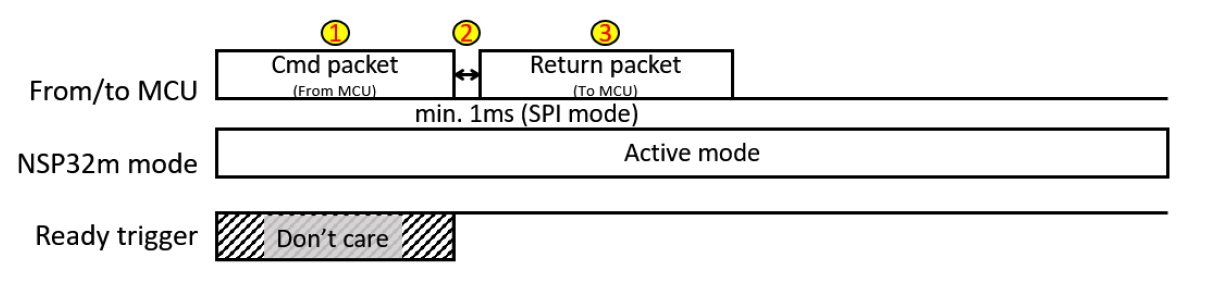 1 2 3
Cmd packet Return packet
From/to MCU (From MCU) (To MCU)
min. 1ms (SPI mode)
NSP32m mode Active mode
Ready trigger Don't care